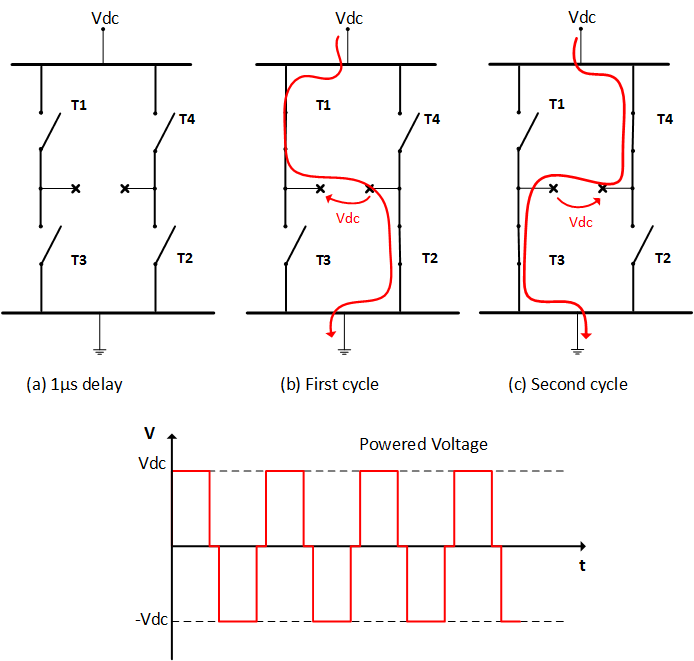 Vdc
T1
T4
T3
T2
(a) 1µs delay
Vdc
T1
T4
Vdc
T3
T2
(b) First cycle
Vdc
T1
T4
Vdc
T3
T2
(c) Second cycle
V
Powered Voltage
Vdc
t
-Vdc